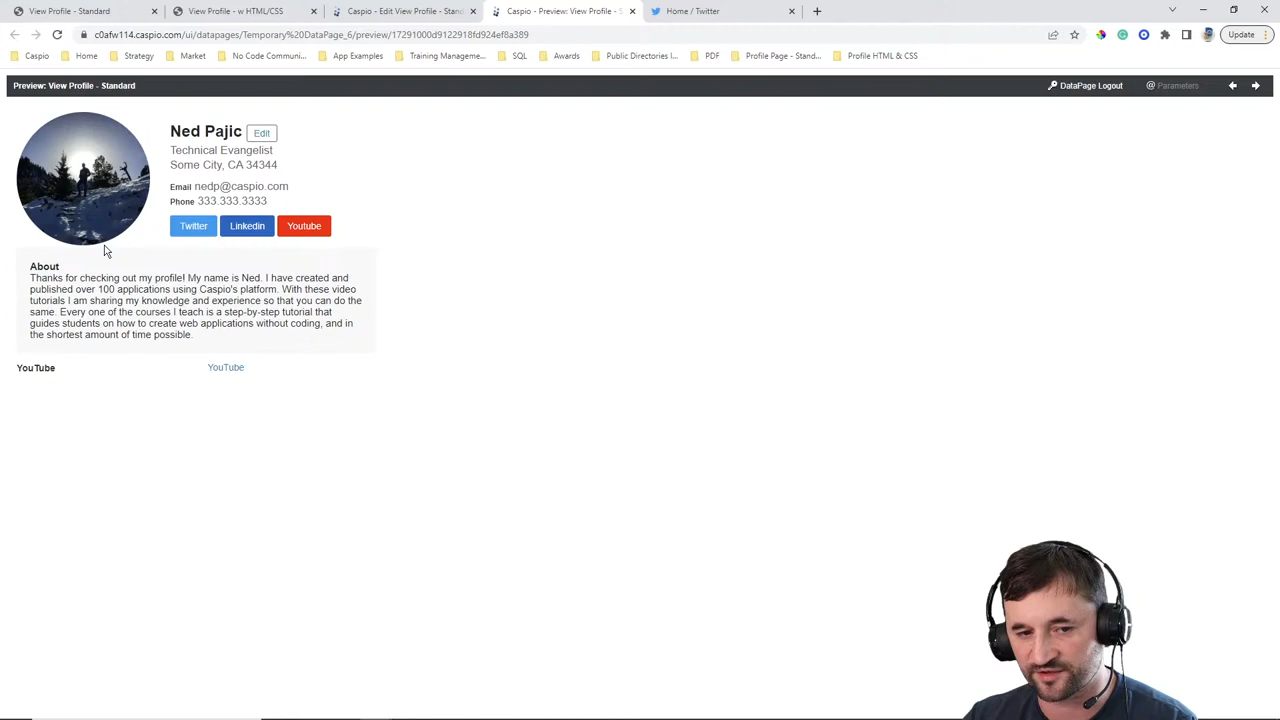 View Profile - Standard
View Profile - w HTML/CSS
Caspio - Edit View Profile - Stand
Caspio - Preview: View Profile - S
Home / Twitter
c0afw114.caspio.com/ui/datapages/Temporary%20DataPage_6/preview/17291000d9122918fd924ef8a389
Update
Caspio
Home
Strategy
Market
No Code Communi...
App Examples
Training Manageme...
SQL
Awards
Public Directories I...
PDF
Profile Page - Stand...
Profile HTML & CSS
Preview: View Profile - Standard
DataPage Logout
@ Parameters
Ned Pajic Edit
Technical Evangelist
Some City, CA 34344
Email nedp@caspio.com
Phone 333.333.3333
Twitter Linkedin Youtube
About
Thanks for checking out my profile! My name is Ned. I have created and
published over 100 applications using Caspio's platform. With these video
tutorials I am sharing my knowledge and experience so that you can do the
same. Every one of the courses I teach is a step-by-step tutorial that
guides students on how to create web applications without coding, and in
the shortest amount of time possible.
YouTube YouTube